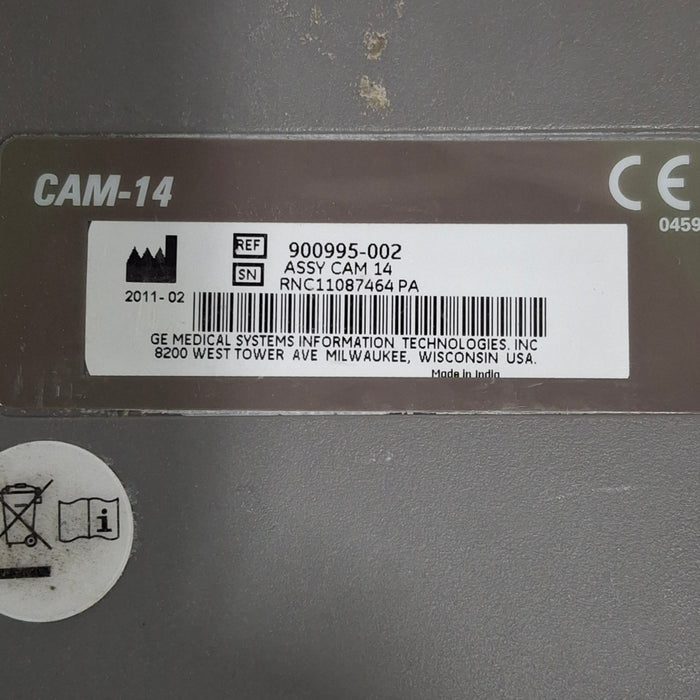 CAM-14
CE
0459
REF 900995-002
ASSY CAM 14
SN RNC11087464 PA
2011-02
GE MEDICAL SYSTEMS INFORMATION TECHNOLOGIES. INC
8200 WEST TOWER AVE MILWAUKEE, WISCONSIN USA.
Made in India
i